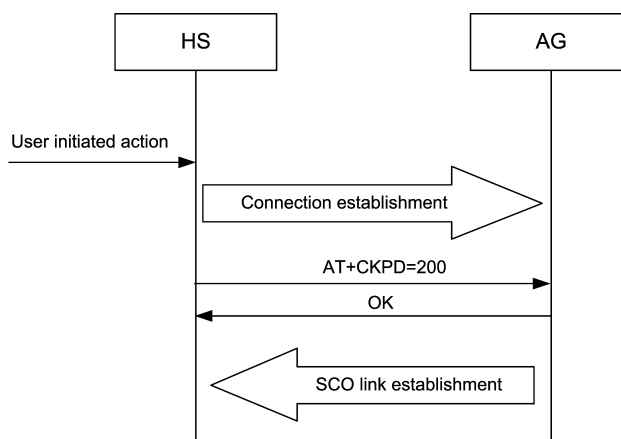 HS
AG
User initiated action
Connection establishment
AT+CKPD=200
OK
SCO link establishment